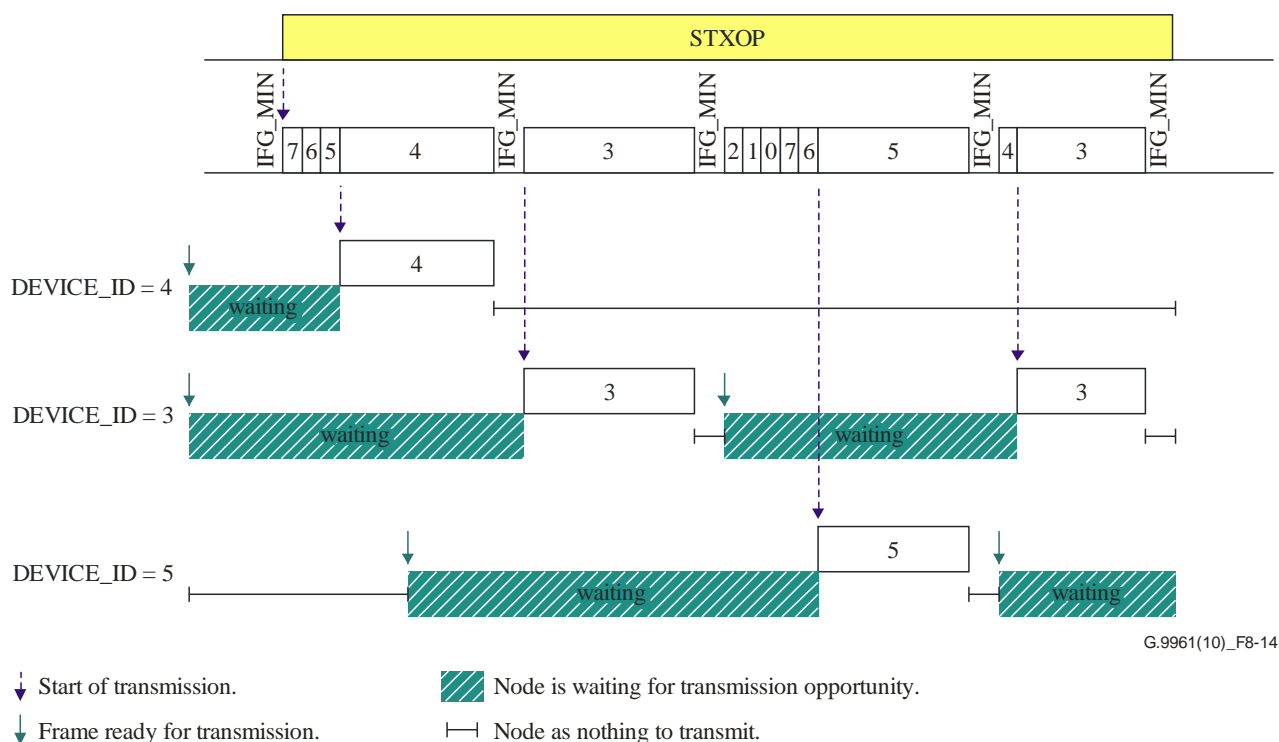 STXOP
IFG_MIN
IFG_MIN
IFG_MIN
IFG_MIN
IFG_MIN
7 6 5 4 3 2 1 0 7 6 5 4 3
4
DEVICE_ID = 4
waiting
3
3
DEVICE_ID = 3
waiting
waiting
5
DEVICE_ID = 5
waiting
waiting
G.9961(10)_F8-14
Start of transmission.
Node is waiting for transmission opportunity.
Frame ready for transmission.
Node as nothing to transmit.